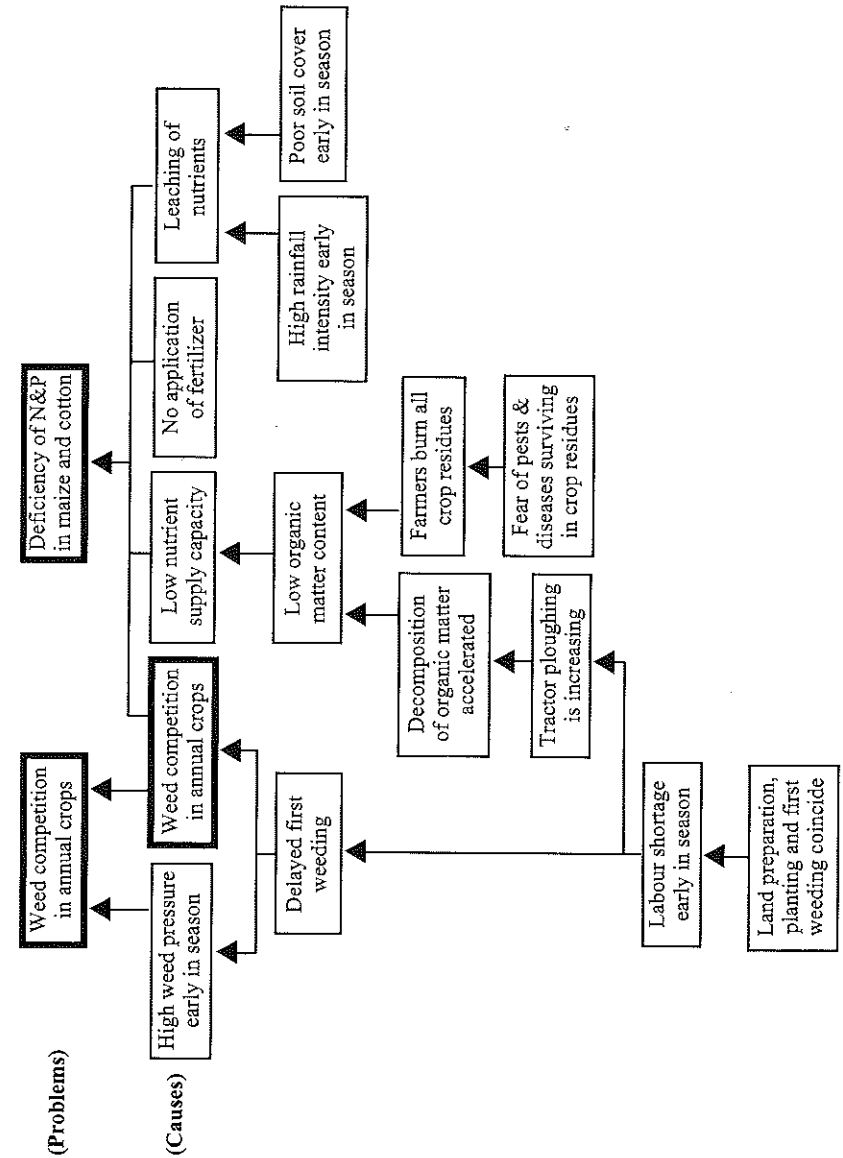 (Problems)
Weed competition
in annual crops
Deficiency of N&P
in maize and cotton
(Causes)
High weed pressure
early in season
Weed competition
in annual crops
Low nutrient
supply capacity
No application
of fertilizer
Leaching of
nutrients
Delayed first
weeding
Low organic
matter content
High rainfall
intensity early
in season
Poor soil cover
early in season
Decomposition
of organic matter
accelerated
Farmers burn all
crop residues
Tractor ploughing
is increasing
Fear of pests &
diseases surviving
in crop residues
Labour shortage
early in season
Land preparation,
planting and first
weeding coincide